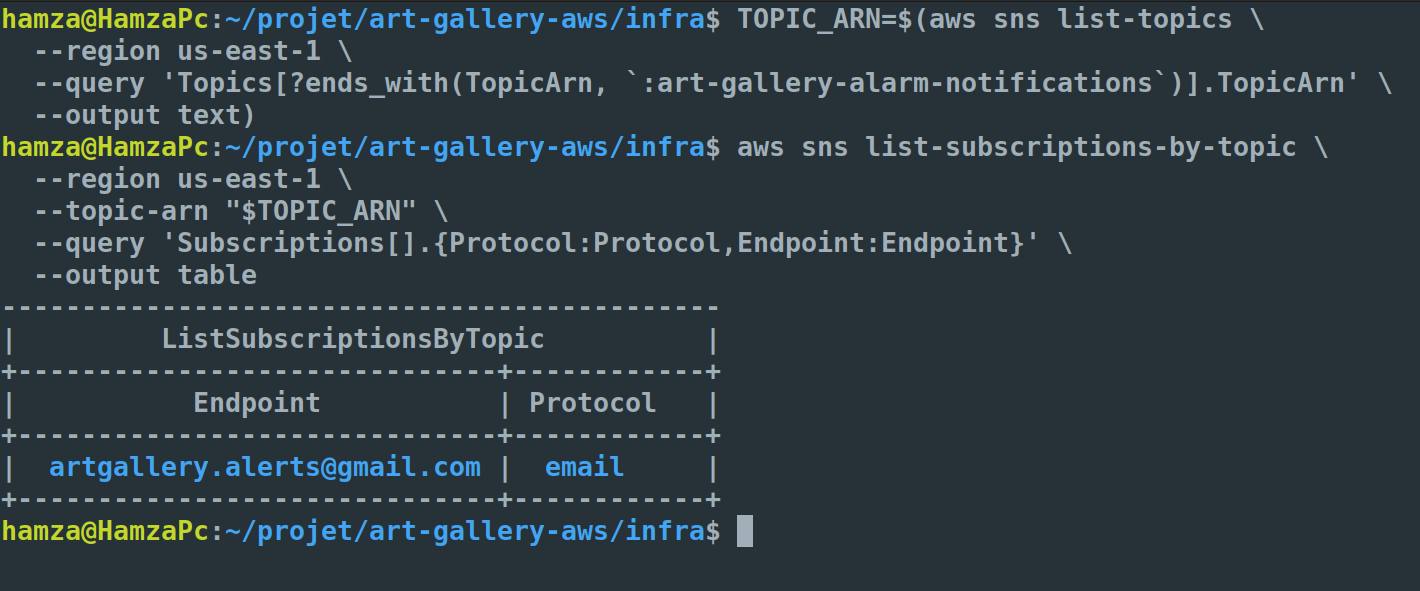 hamza@HamzaPc:~/projet/art-gallery-aws/infra$ TOPIC_ARN=$(aws sns list-topics \
  --region us-east-1 \
  --query 'Topics[?ends_with(TopicArn, `:art-gallery-alarm-notifications`)].TopicArn' \
  --output text)
hamza@HamzaPc:~/projet/art-gallery-aws/infra$ aws sns list-subscriptions-by-topic \
  --region us-east-1 \
  --topic-arn "$TOPIC_ARN" \
  --query 'Subscriptions[].{Protocol:Protocol,Endpoint:Endpoint}' \
  --output table
---------------------------------------------
|         ListSubscriptionsByTopic          |
+------------------------------+------------+
|           Endpoint           | Protocol   |
+------------------------------+------------+
|  artgallery.alerts@gmail.com |  email     |
+------------------------------+------------+
hamza@HamzaPc:~/projet/art-gallery-aws/infra$